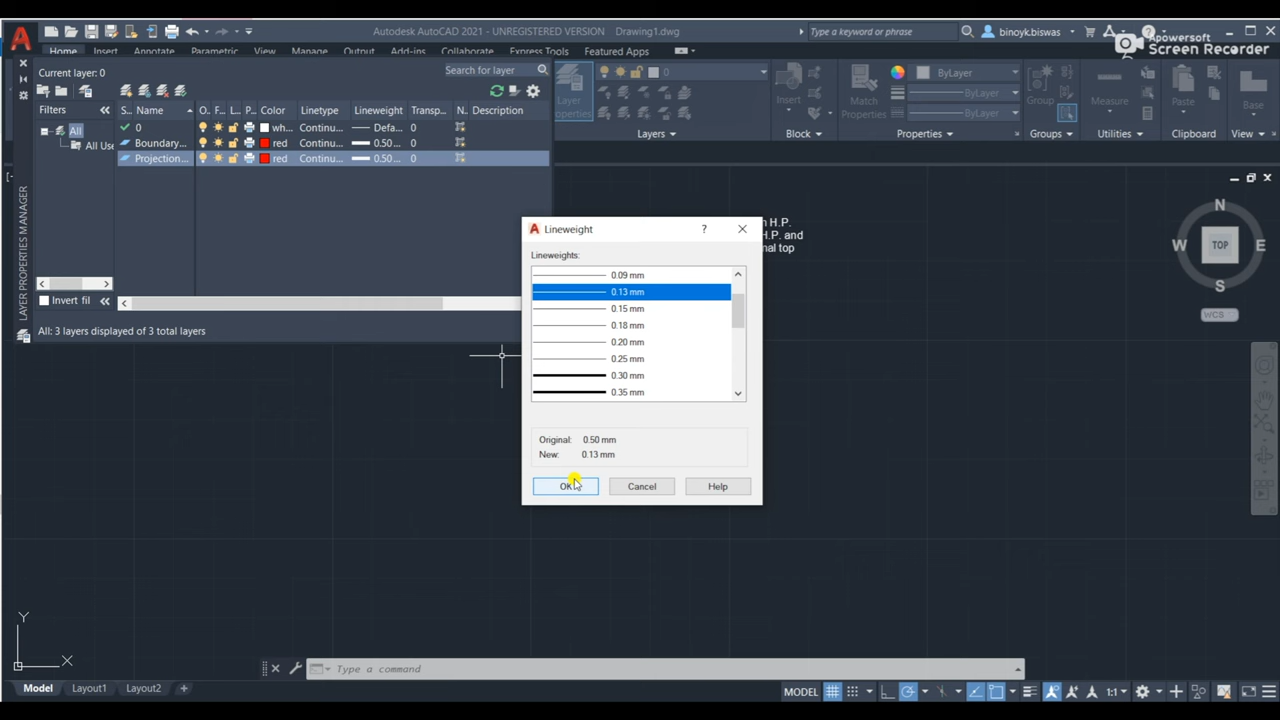 Autodesk AutoCAD 2021 - UNREGISTERED VERSION Drawing1.dwg
Type a keyword or phrase
binoyk.biswas
Apowersoft
Screen Recorder
Home Insert Annotate Parametric View Manage Output Add-ins Collaborate Express Tools Featured Apps
Current layer: 0
Search for layer
Filters
S.. Name O. F.. L.. P.. Color Linetype Lineweight Transp... N. Description
All
All Use
0 wh... Continu... Defa... 0
Boundary... red Continu... 0.50 ... 0
Projection... red Continu... 0.50 ... 0
Invert fil
All: 3 layers displayed of 3 total layers
LAYER PROPERTIES MANAGER
Layer
Properties
0
Layers
Insert
Block
Match
Properties
ByLayer
ByLayer
ByLayer
Properties
Group
Groups
Measure
Utilities
Paste
Clipboard
Base
View
H.P.
H.P. and
nal top
Lineweight
?
Lineweights:
0.09 mm
0.13 mm
0.15 mm
0.18 mm
0.20 mm
0.25 mm
0.30 mm
0.35 mm
Original: 0.50 mm
New: 0.13 mm
OK Cancel Help
N
W TOP E
S
WCS
Y
X
Type a command
Model Layout1 Layout2 +
MODEL 1:1